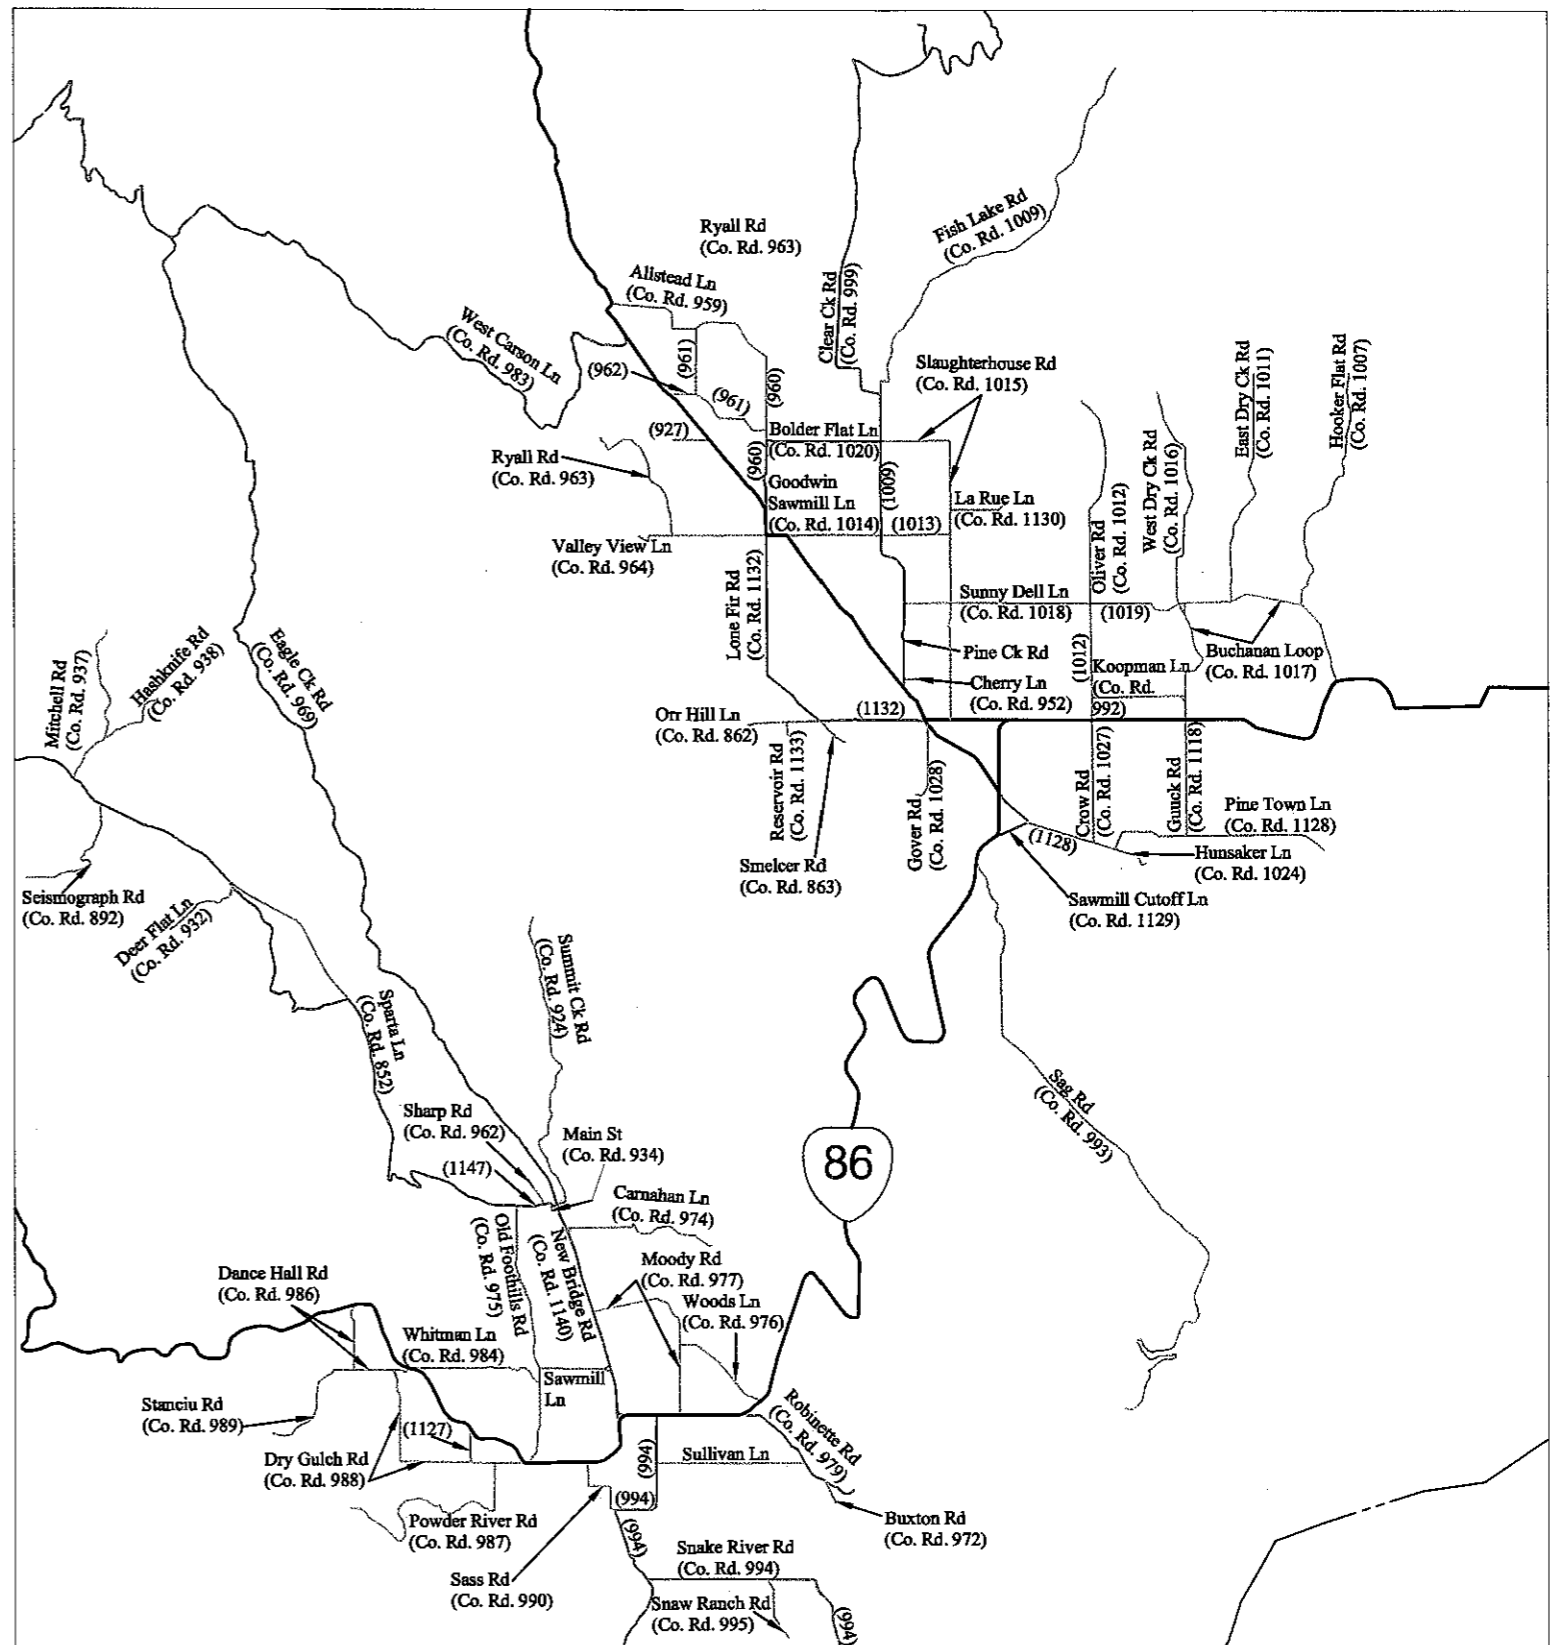 Ryall Rd
(Co. Rd. 963)
Fish Lake Rd
(Co. Rd. 1009)
Allstead Ln
(Co. Rd. 959)
Clear Ck Rd
(Co. Rd. 999)
West Carson Ln
(Co. Rd. 983)
(962)
(961)
(961)
(960)
Slaughterhouse Rd
(Co. Rd. 1015)
East Dry Ck Rd
(Co. Rd. 1011)
Hooker Flat Rd
(Co. Rd. 1007)
(927)
Bolder Flat Ln
(Co. Rd. 1020)
(960)
Ryall Rd
(Co. Rd. 963)
Goodwin
Sawmill Ln
(Co. Rd. 1014)
(1009)
(1013)
La Rue Ln
(Co. Rd. 1130)
Oliver Rd
(Co. Rd. 1012)
West Dry Ck Rd
(Co. Rd. 1016)
Valley View Ln
(Co. Rd. 964)
Lone Fir Rd
(Co. Rd. 1132)
Sunny Dell Ln
(Co. Rd. 1018)
(1019)
Pine Ck Rd
(1012)
Koopman Ln
(Co. Rd.
992)
Buchanan Loop
(Co. Rd. 1017)
Cherry Ln
(Co. Rd. 952)
Mitchell Rd
(Co. Rd. 937)
Hashknife Rd
(Co. Rd. 938)
Eagle Ck Rd
(Co. Rd. 969)
Orr Hill Ln
(Co. Rd. 862)
(1132)
Reservoir Rd
(Co. Rd. 1133)
Gover Rd
(Co. Rd. 1028)
Crow Rd
(Co. Rd. 1027)
Guuck Rd
(Co. Rd. 1118)
Pine Town Ln
(Co. Rd. 1128)
(1128)
Hunsaker Ln
(Co. Rd. 1024)
Smelcer Rd
(Co. Rd. 863)
Sawmill Cutoff Ln
(Co. Rd. 1129)
Seismograph Rd
(Co. Rd. 892)
Deer Flat Ln
(Co. Rd. 932)
Summit Ck Rd
(Co. Rd. 924)
Sparta Ln
(Co. Rd. 852)
Sag Rd
(Co. Rd. 993)
Sharp Rd
(Co. Rd. 962)
Main St
(Co. Rd. 934)
(1147)
86
Carnahan Ln
(Co. Rd. 974)
Old Foothills Rd
(Co. Rd. 975)
New Bridge Rd
(Co. Rd. 1140)
Moody Rd
(Co. Rd. 977)
Dance Hall Rd
(Co. Rd. 986)
Woods Ln
(Co. Rd. 976)
Whitman Ln
(Co. Rd. 984)
Sawmill
Ln
Stanciu Rd
(Co. Rd. 989)
Robinette Rd
(Co. Rd. 979)
(1127)
Dry Gulch Rd
(Co. Rd. 988)
(994)
Sullivan Ln
(994)
Powder River Rd
(Co. Rd. 987)
Buxton Rd
(Co. Rd. 972)
(994)
Snake River Rd
(Co. Rd. 994)
Sass Rd
(Co. Rd. 990)
Snaw Ranch Rd
(Co. Rd. 995)
(994)